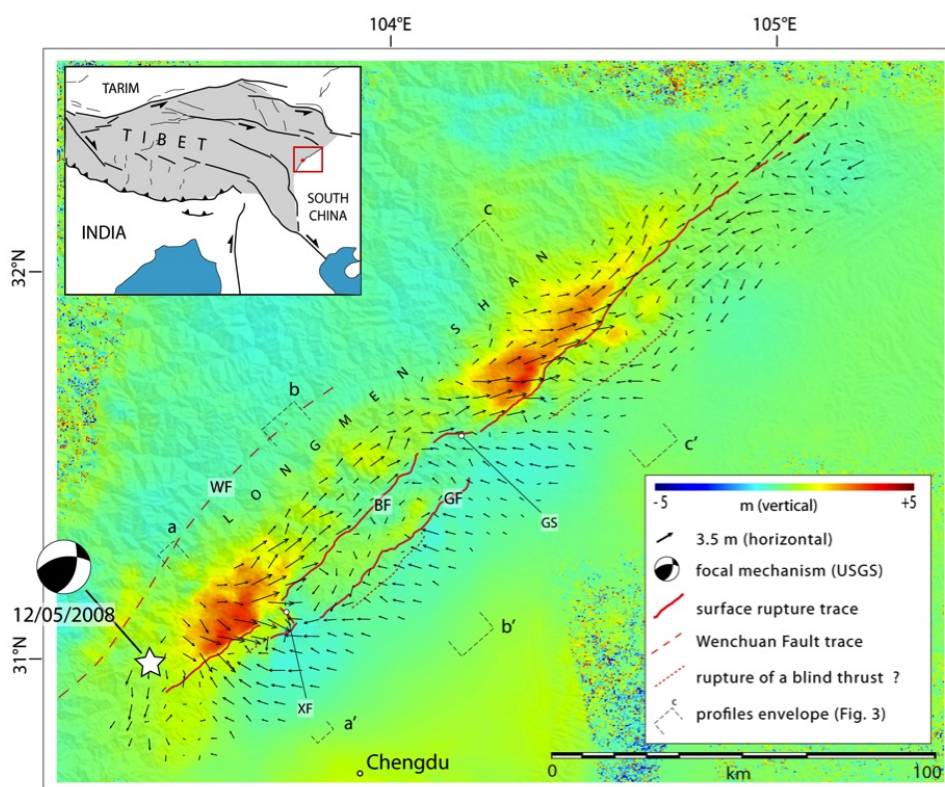 104°E
105°E
TARIM
TIBET
SOUTH
CHINA
INDIA
32°N
c
LONGMEN SHAN
b
WF
a
BF
GF
GS
c'
12/05/2008
31°N
b'
XF
a'
Chengdu
-5
+5
m (vertical)
3.5 m (horizontal)
focal mechanism (USGS)
surface rupture trace
Wenchuan Fault trace
rupture of a blind thrust ?
c
profiles envelope (Fig. 3)
0
km
100